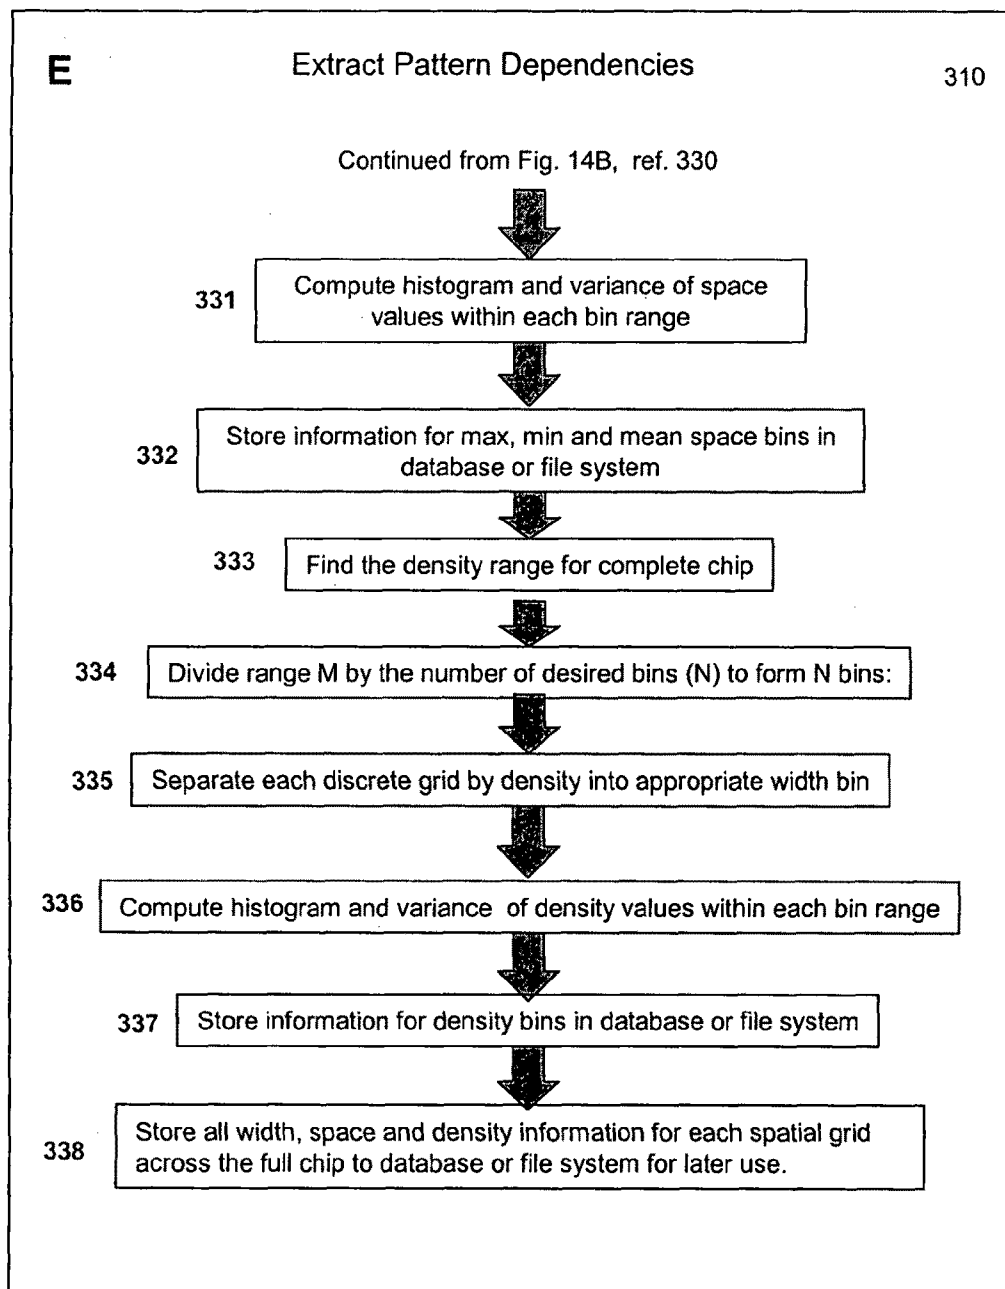 E
Extract Pattern Dependencies
310
Continued from Fig. 14B, ref. 330
331
Compute histogram and variance of space
values within each bin range
332
Store information for max, min and mean space bins in
database or file system
333
Find the density range for complete chip
334
Divide range M by the number of desired bins (N) to form N bins:
335
Separate each discrete grid by density into appropriate width bin
336
Compute histogram and variance of density values within each bin range
337
Store information for density bins in database or file system
338
Store all width, space and density information for each spatial grid
across the full chip to database or file system for later use.